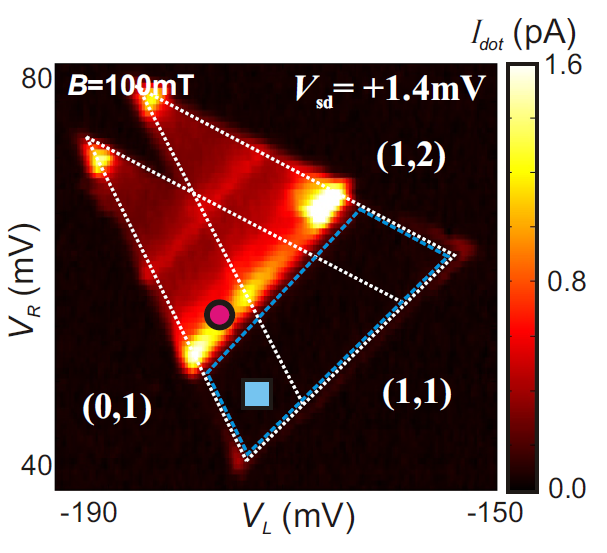 I_dot (pA)
80
B=100mT
V_sd= +1.4mV
1.6
(1,2)
V_R (mV)
0.8
(0,1)
(1,1)
40
0.0
-190
V_L (mV)
-150